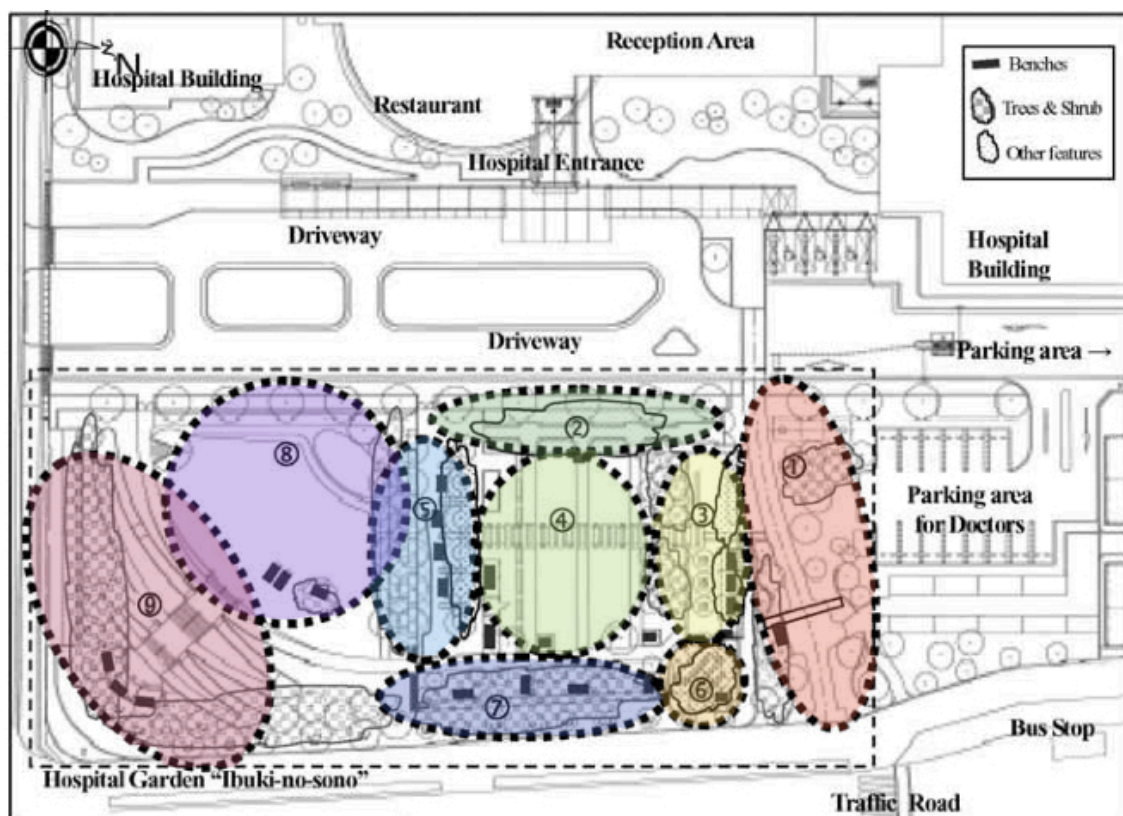 N
Hospital Building
Reception Area
Restaurant
Hospital Entrance
Benches
Trees & Shrub
Other features
Driveway
Hospital
Building
Driveway
Parking area →
①
②
③
④
⑤
⑥
⑦
⑧
⑨
Parking area
for Doctors
Bus Stop
Hospital Garden "Ibuki-no-sono"
Traffic Road